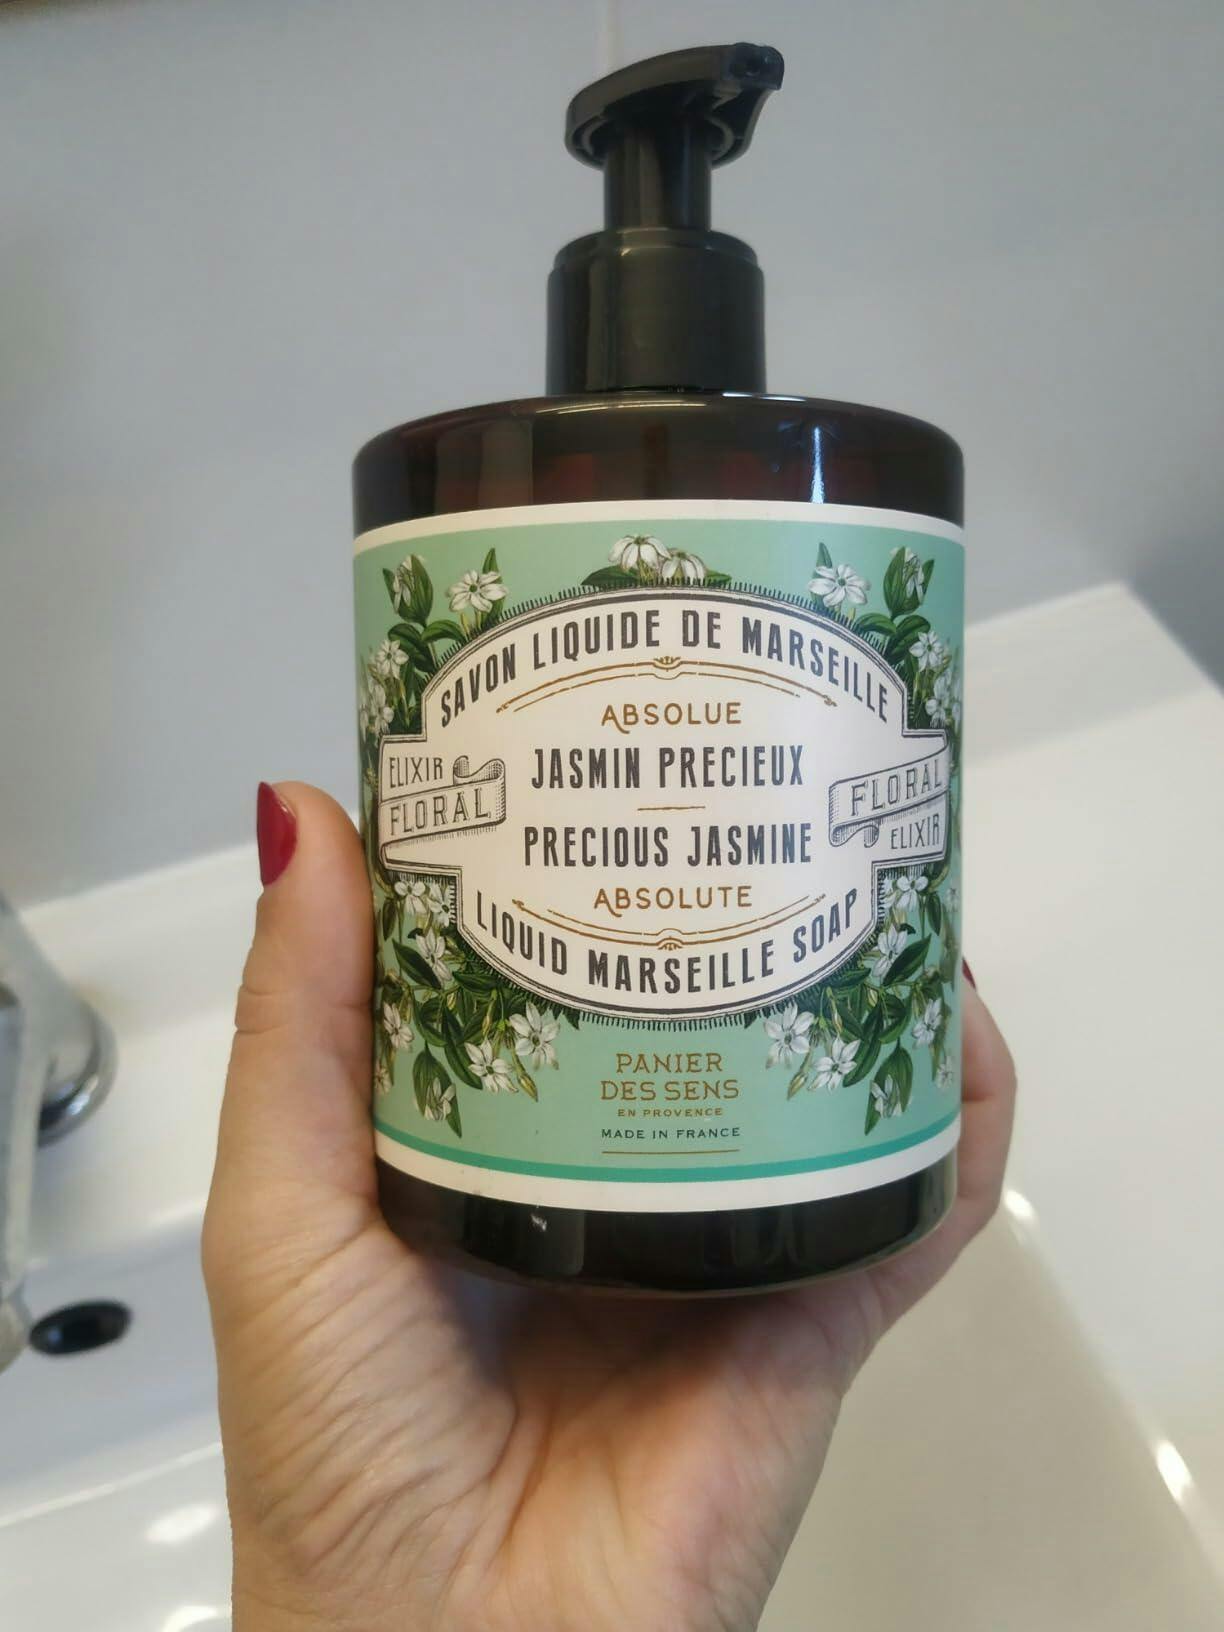 SAVON LIQUIDE DE MARSEILLE
ABSOLUE
JASMIN PRECIEUX
ELIXIR
FLORAL
FLORAL
ELIXIR
PRECIOUS JASMINE
ABSOLUTE
LIQUID MARSEILLE SOAP
PANIER
DES SENS
EN PROVENCE
MADE IN FRANCE